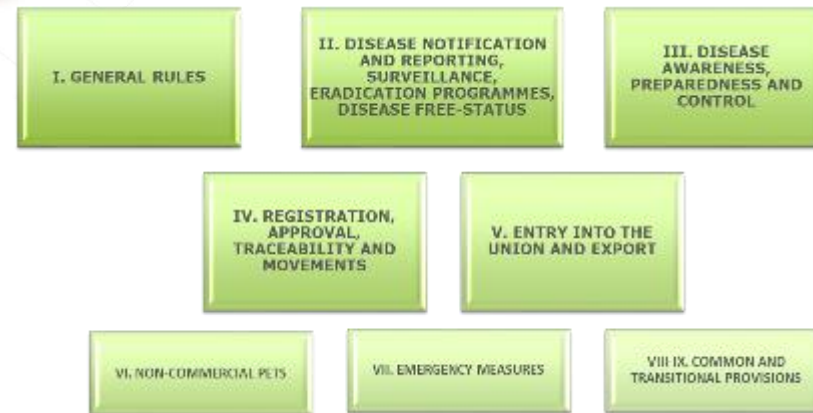 I. GENERAL RULES
II. DISEASE NOTIFICATION
AND REPORTING,
SURVEILLANCE,
ERADICATION PROGRAMMES,
DISEASE FREE-STATUS
III. DISEASE
AWARENESS,
PREPAREDNESS AND
CONTROL
IV. REGISTRATION,
APPROVAL,
TRACEABILITY AND
MOVEMENTS
V. ENTRY INTO THE
UNION AND EXPORT
VI. NON-COMMERCIAL PETS
VII. EMERGENCY MEASURES
VIII-IX. COMMON AND
TRANSITIONAL PROVISIONS